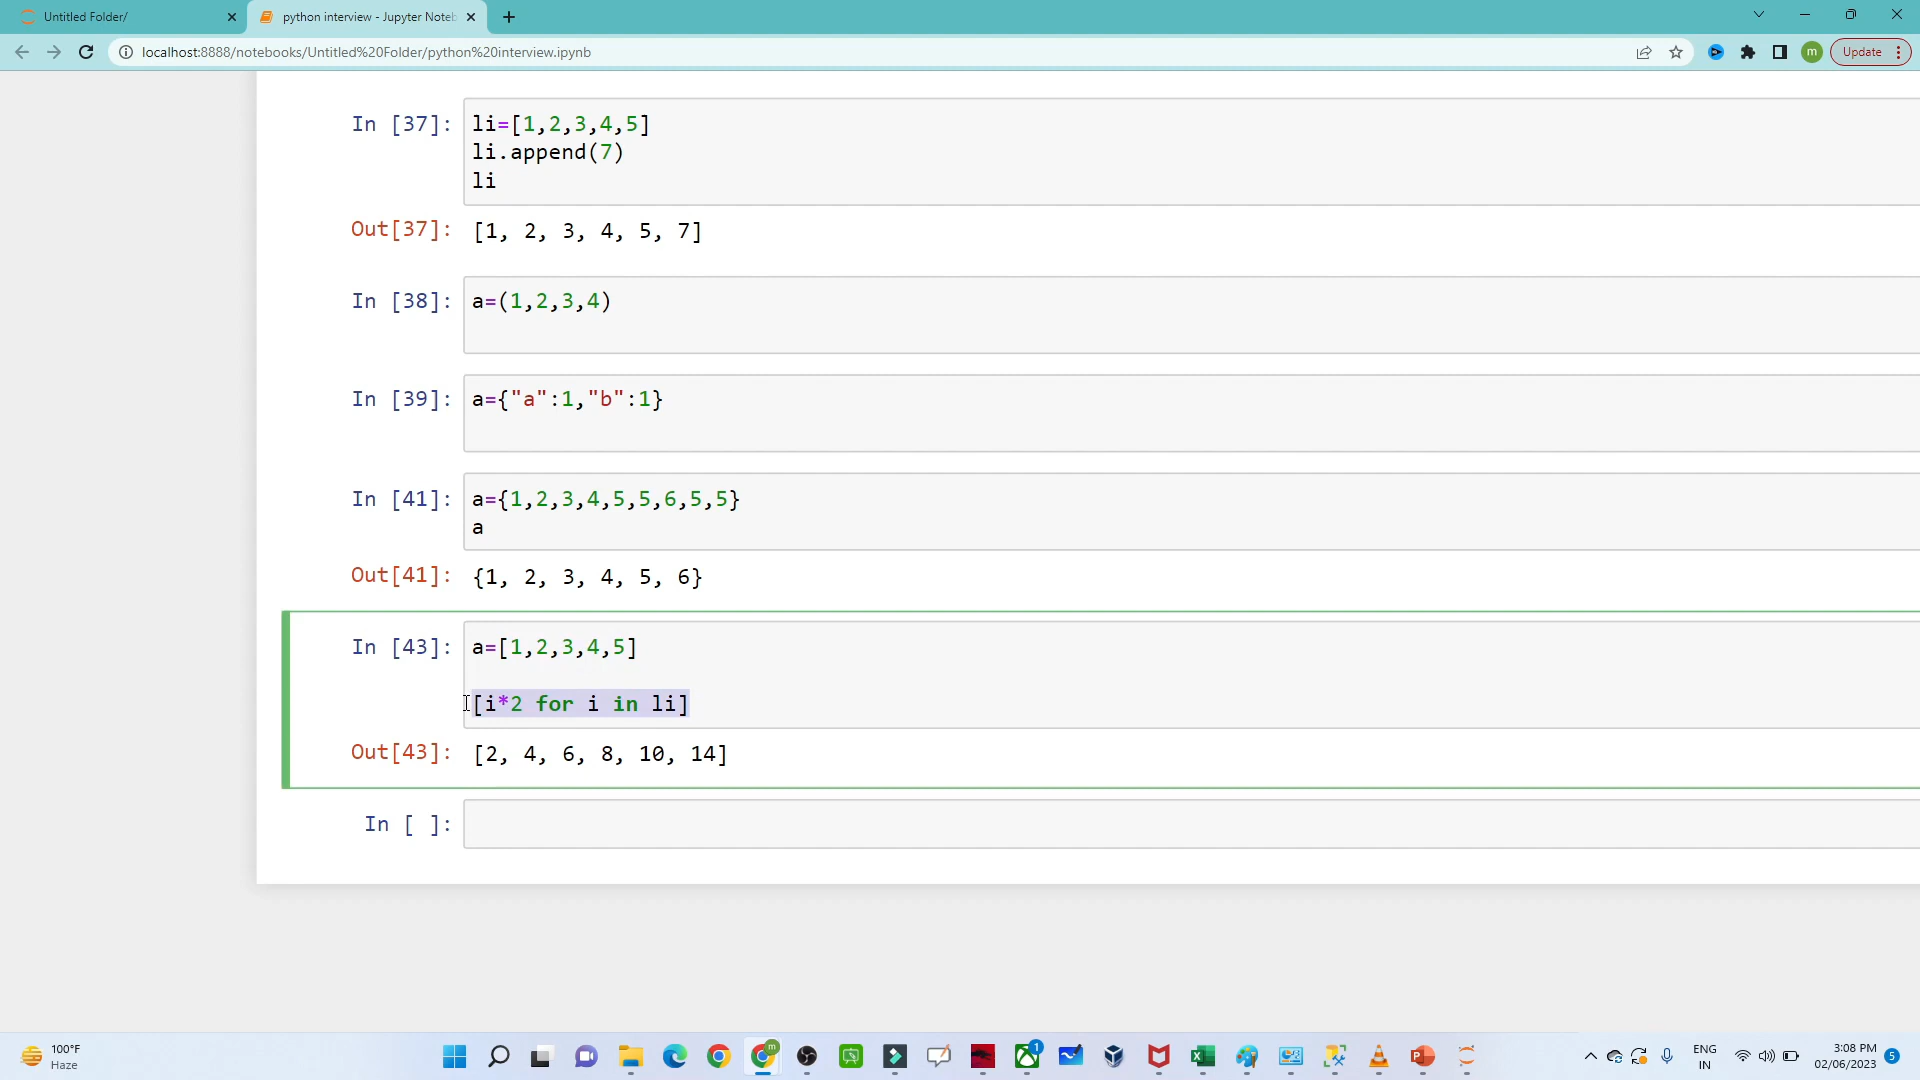 Untitled Folder/
python interview - Jupyter Noteb
localhost:8888/notebooks/Untitled%20Folder/python%20interview.ipynb
m
Update
In [37]:
li=[1,2,3,4,5]
li.append(7)
li
Out[37]:
[1, 2, 3, 4, 5, 7]
In [38]:
a=(1,2,3,4)
In [39]:
a={"a":1,"b":1}
In [41]:
a={1,2,3,4,5,5,6,5,5}
a
Out[41]:
{1, 2, 3, 4, 5, 6}
In [43]:
a=[1,2,3,4,5]
[i*2 for i in li]
Out[43]:
[2, 4, 6, 8, 10, 14]
In [ ]:
100°F
Haze
m
1
ENG
IN
3:08 PM
02/06/2023
5